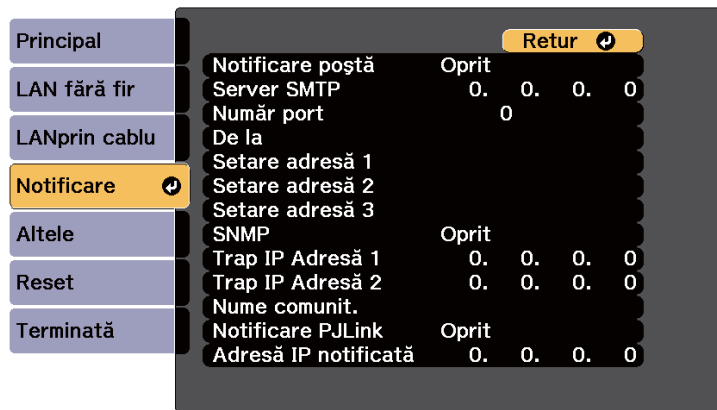 Principal
LAN fără fir
LANprin cablu
Notificare
Altele
Reset
Terminată
Retur
Notificare poştă Oprit
Server SMTP 0. 0. 0. 0
Număr port 0
De la
Setare adresă 1
Setare adresă 2
Setare adresă 3
SNMP Oprit
Trap IP Adresă 1 0. 0. 0. 0
Trap IP Adresă 2 0. 0. 0. 0
Nume comunit.
Notificare PJLink Oprit
Adresă IP notificată 0. 0. 0. 0